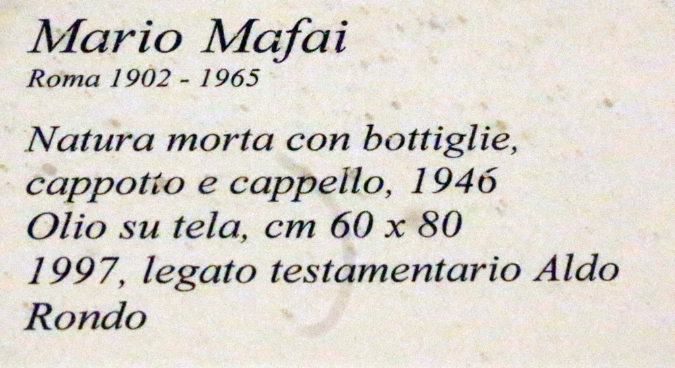 Mario Mafai
Roma 1902 - 1965
Natura morta con bottiglie,
cappotto e cappello, 1946
Olio su tela, cm 60 x 80
1997, legato testamentario Aldo
Rondo